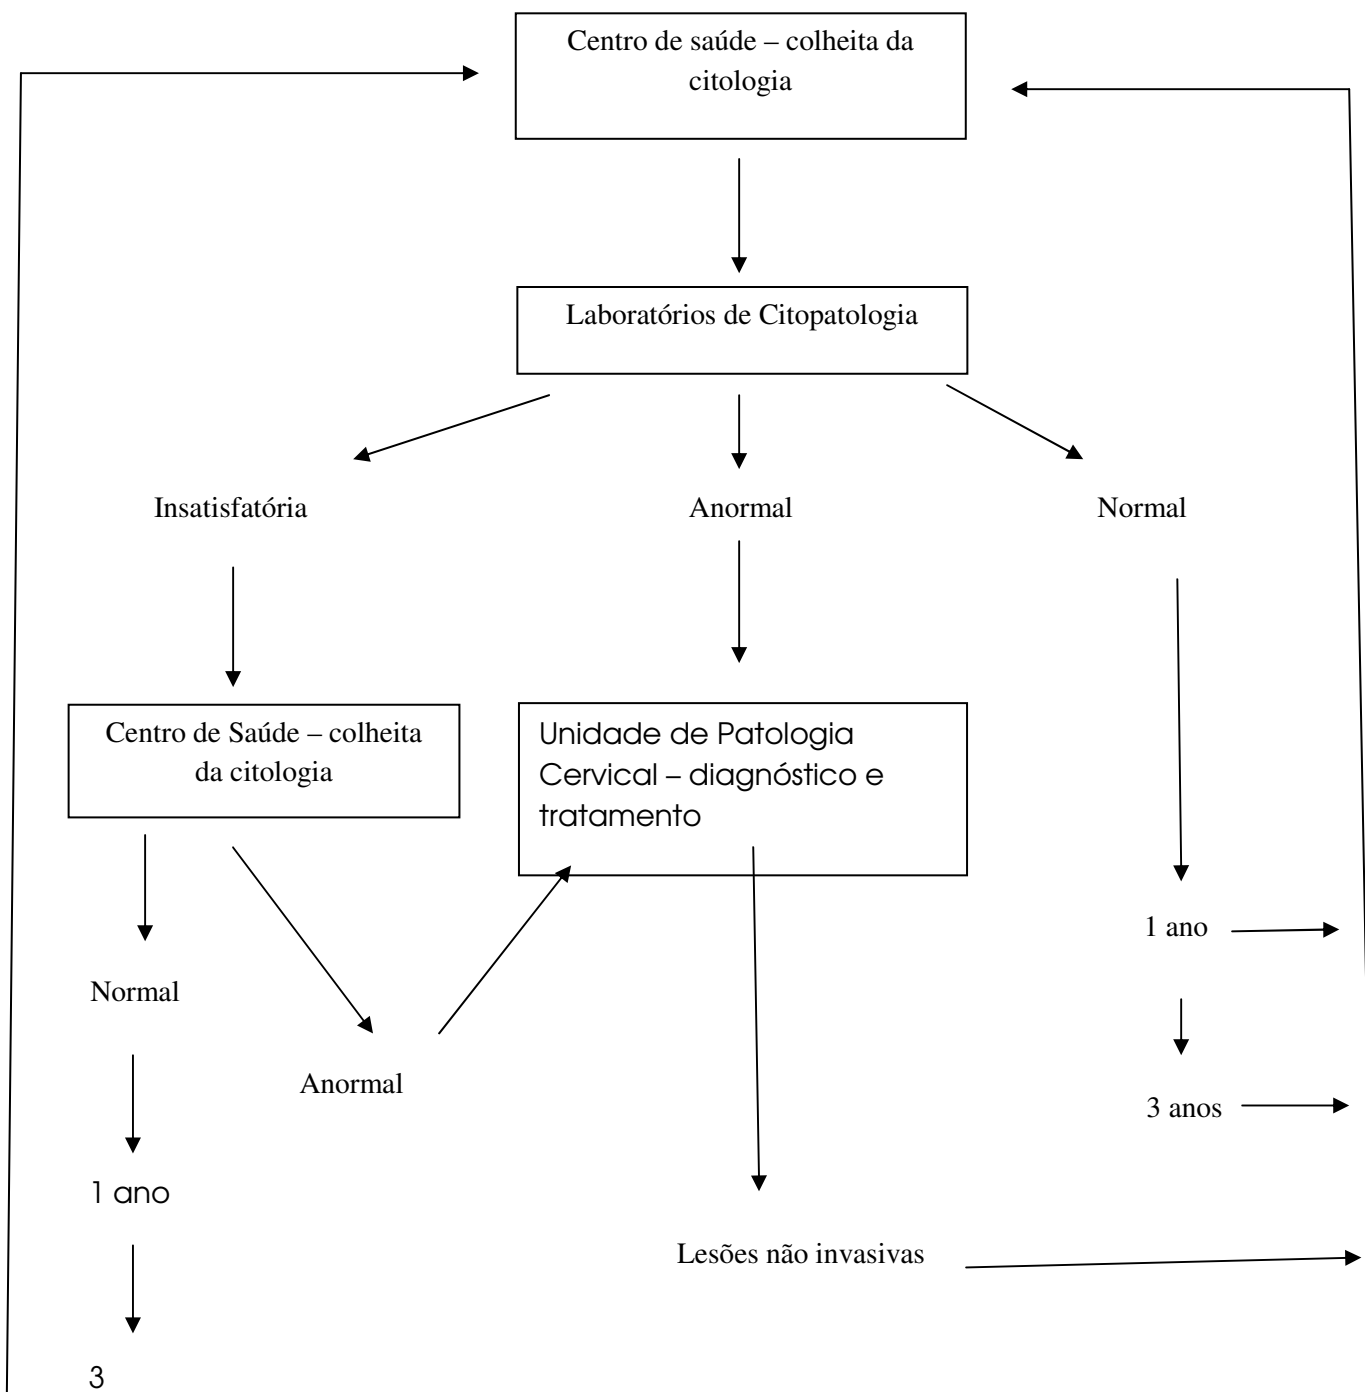 Centro de saúde – colheita da
citologia
Laboratórios de Citopatologia
Insatisfatória
Anormal
Normal
Centro de Saúde – colheita
da citologia
Unidade de Patologia
Cervical – diagnóstico e
tratamento
1 ano
Normal
Anormal
3 anos
1 ano
Lesões não invasivas
3